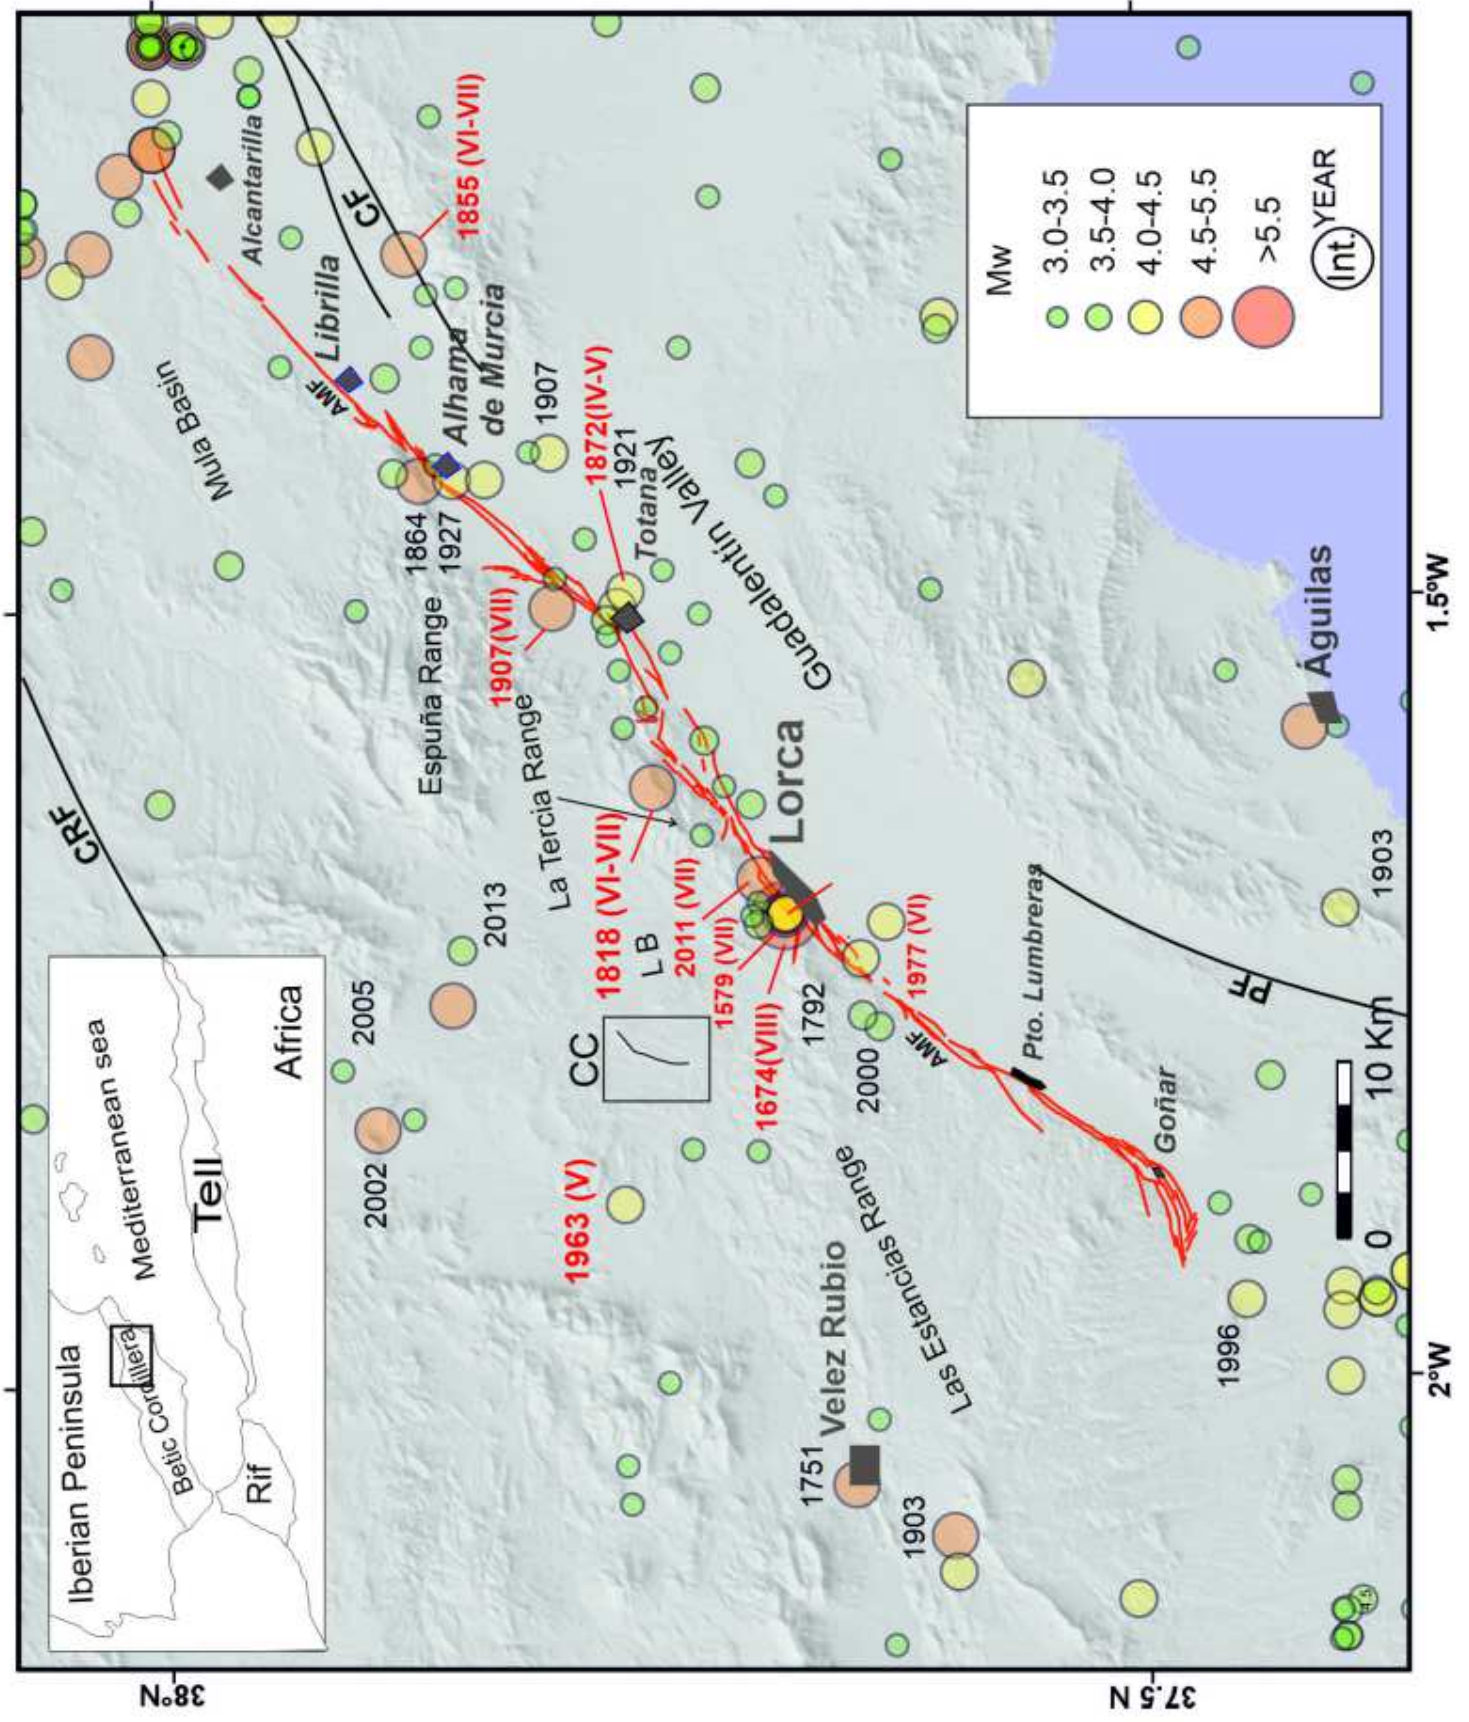 Iberian Peninsula
Betic Cordillera
Mediterranean sea
Rif
Tell
Africa
CRF
2002
2005
2013
Mula Basin
Alcantarilla
Librilla
AMF
CF
1855 (VI-VII)
Alhama
de Murcia
1864
1927
1907
Espuña Range
1907(VII)
1872(IV-V)
1921
Totana
Guadalentín Valley
La Tercia Range
1963 (V)
CC
1818 (VI-VII)
LB
2011 (VII)
1579 (VII)
1674(VIII)
1792
Lorca
1977 (VI)
2000
AMF
Pto. Lumbreras
Goñar
Velez Rubio
1751
1903
Las Estancias Range
1996
PF
1903
Águilas
Mw
3.0-3.5
3.5-4.0
4.0-4.5
4.5-5.5
>5.5
Int.
YEAR
0
10 Km
4.5
38°N
37.5 N
2°W
1.5°W